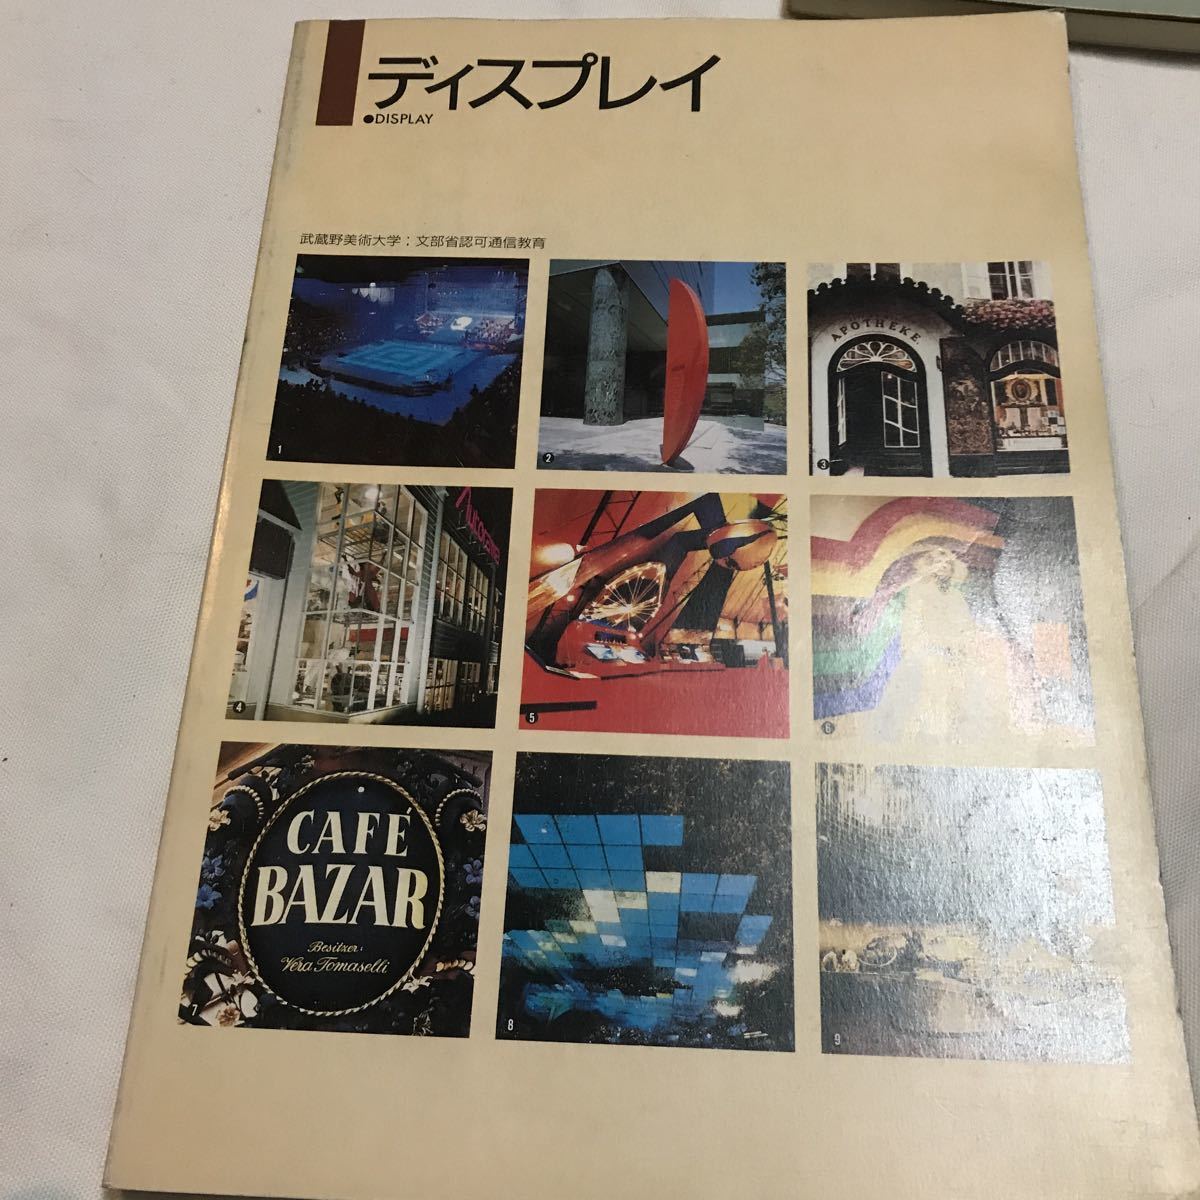 ディスプレイ
●DISPLAY
武蔵野美術大学：文部省認可通信教育
1
2
APOTHEKE
3
4
5
6
CAFÉ
BAZAR
Besitzer:
Vera Tomaselli
7
8
9